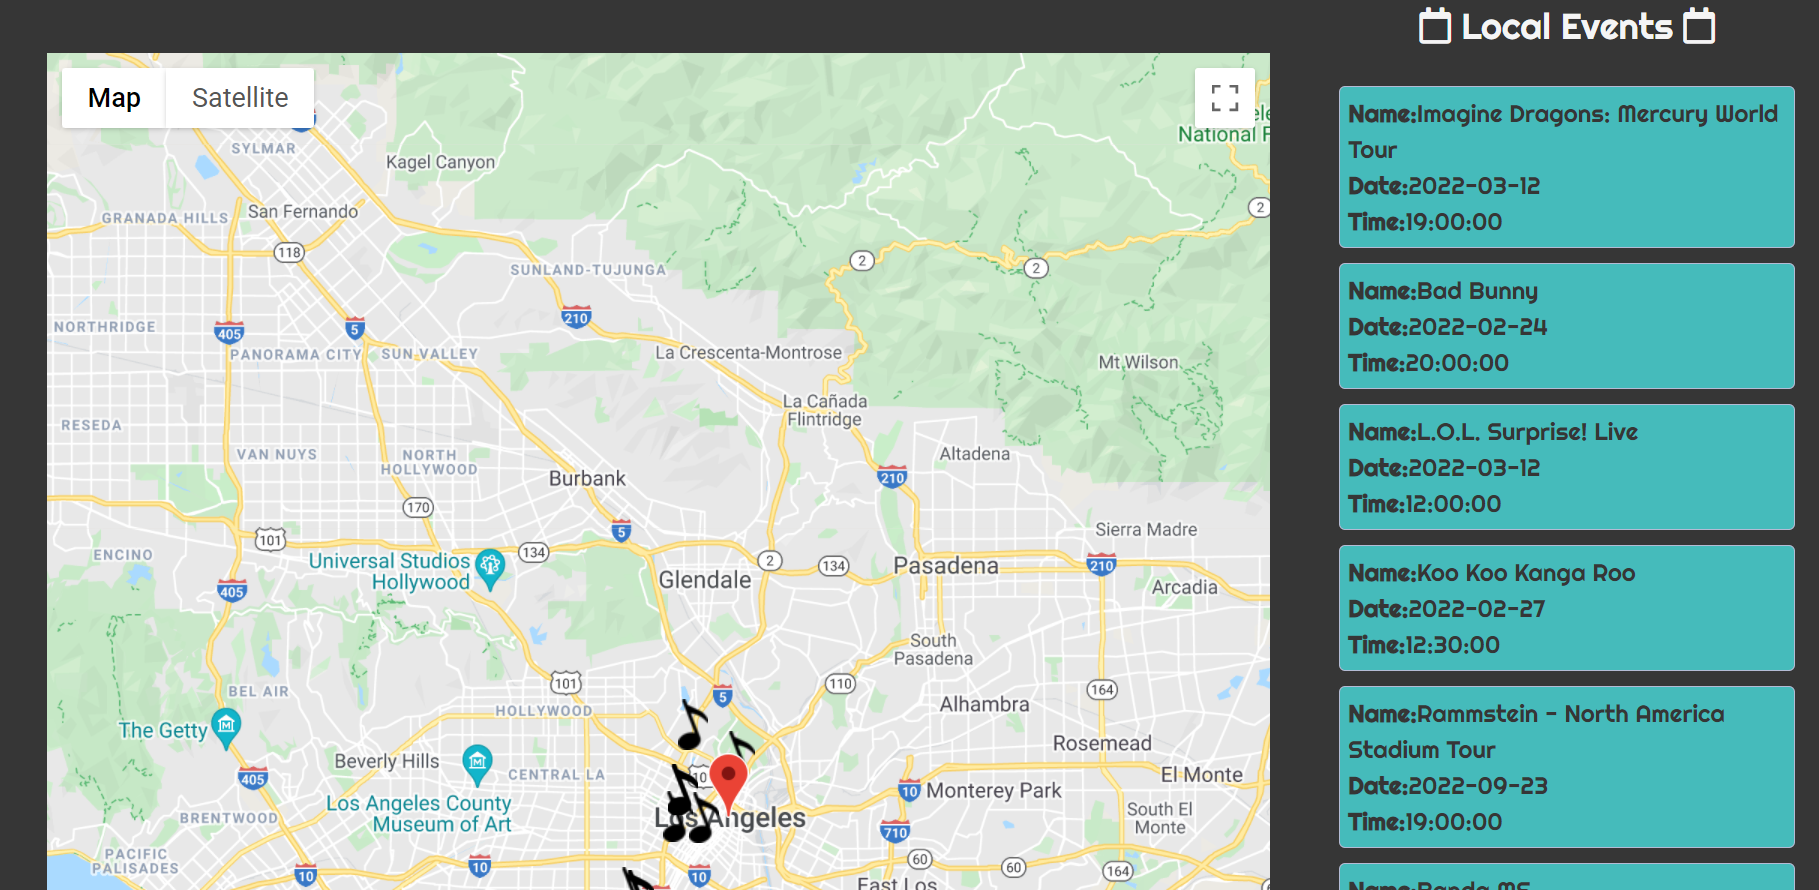 Local Events
Map
Satellite
National F
SYLMAR
Kagel Canyon
GRANADA HILLS
San Fernando
2
118
2
2
SUNLAND-TUJUNGA
210
NORTHRIDGE
405
5
PANORAMA CITY
SUN VALLEY
La Crescenta-Montrose
Mt Wilson
La Cañada
Flintridge
RESEDA
VAN NUYS
NORTH
HOLLYWOOD
Altadena
Burbank
210
170
5
Sierra Madre
101
134
ENCINO
Universal Studios
Hollywood
2
134
Pasadena
210
Glendale
Arcadia
405
South
Pasadena
101
110
164
BEL AIR
5
HOLLYWOOD
Alhambra
The Getty
Rosemead
Beverly Hills
CENTRAL LA
10
El Monte
405
Los Angeles County
Museum of Art
10
Monterey Park
BRENTWOOD
Los Angeles
South El
Monte
710
PACIFIC
PALISADES
10
10
10
60
60
164
East Los
Name:Imagine Dragons: Mercury World
Tour
Date:2022-03-12
Time:19:00:00
Name:Bad Bunny
Date:2022-02-24
Time:20:00:00
Name:L.O.L. Surprise! Live
Date:2022-03-12
Time:12:00:00
Name:Koo Koo Kanga Roo
Date:2022-02-27
Time:12:30:00
Name:Rammstein - North America
Stadium Tour
Date:2022-09-23
Time:19:00:00
Name:Banda MS